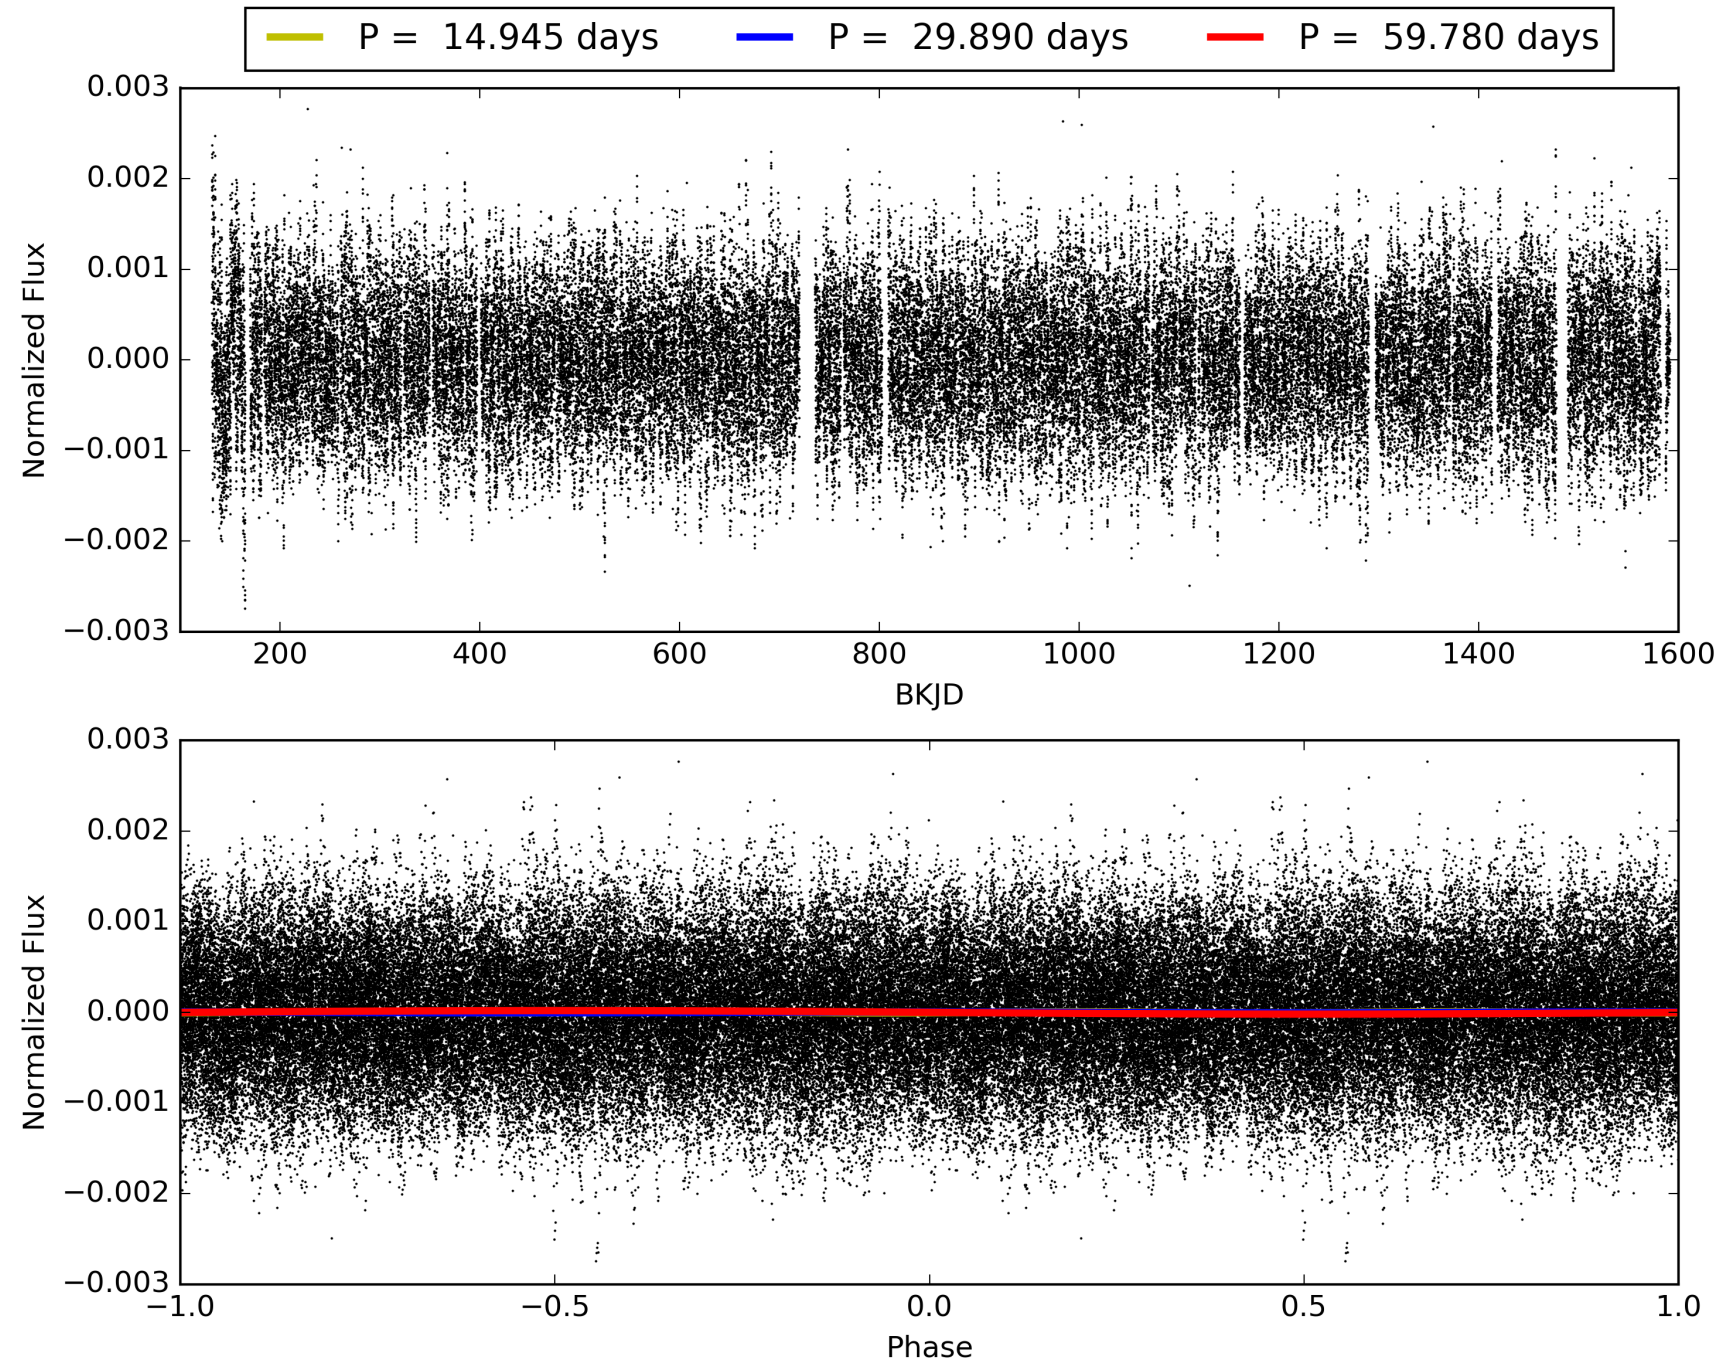 P = 14.945 days P = 29.890 days P = 59.780 days
0.003
0.002
0.001
0.000
−0.001
−0.002
−0.003
Normalized Flux
200 400 600 800 1000 1200 1400 1600
BKJD
0.003
0.002
0.001
0.000
−0.001
−0.002
−0.003
Normalized Flux
−1.0 −0.5 0.0 0.5 1.0
Phase